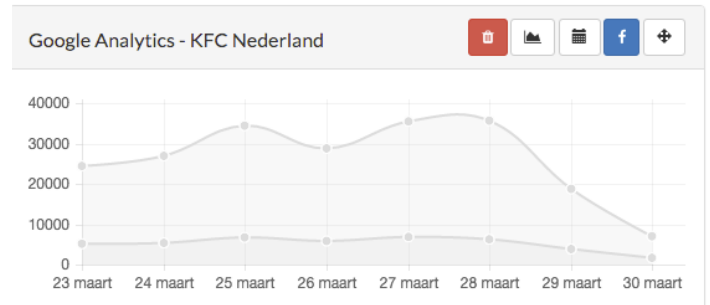 Google Analytics - KFC Nederland
f
40000
30000
20000
10000
0
23 maart 24 maart 25 maart 26 maart 27 maart 28 maart 29 maart 30 maart